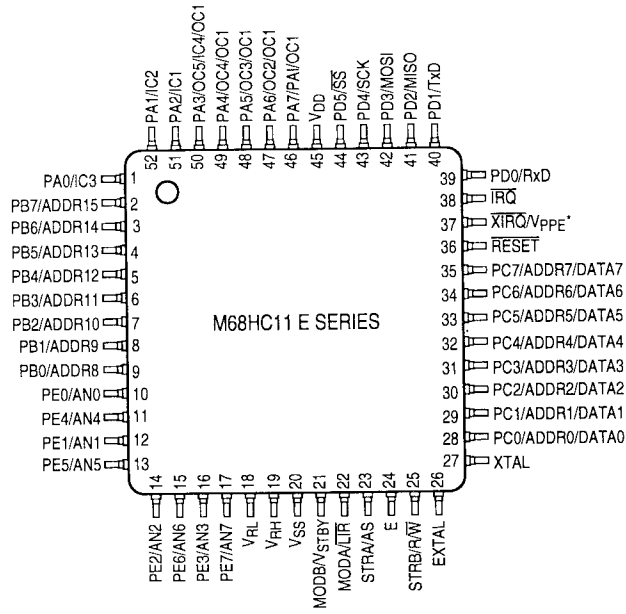 PA1/IC2
PA2/IC1
PA3/OC5/IC4/OC1
PA4/OC4/OC1
PA5/OC3/OC1
PA6/OC2/OC1
PA7/PAI/OC1
VDD
PD5/S̅S̅
PD4/SCK
PD3/MOSI
PD2/MISO
PD1/TxD
52
51
50
49
48
47
46
45
44
43
42
41
40
PA0/IC3 1
PB7/ADDR15 2
PB6/ADDR14 3
PB5/ADDR13 4
PB4/ADDR12 5
PB3/ADDR11 6
PB2/ADDR10 7
PB1/ADDR9 8
PB0/ADDR8 9
PE0/AN0 10
PE4/AN4 11
PE1/AN1 12
PE5/AN5 13
M68HC11 E SERIES
39 PD0/RxD
38 I̅R̅Q̅
37 X̅I̅R̅Q̅/VPPE*
36 R̅E̅S̅E̅T̅
35 PC7/ADDR7/DATA7
34 PC6/ADDR6/DATA6
33 PC5/ADDR5/DATA5
32 PC4/ADDR4/DATA4
31 PC3/ADDR3/DATA3
30 PC2/ADDR2/DATA2
29 PC1/ADDR1/DATA1
28 PC0/ADDR0/DATA0
27 XTAL
14
15
16
17
18
19
20
21
22
23
24
25
26
PE2/AN2
PE6/AN6
PE3/AN3
PE7/AN7
VRL
VRH
VSS
MODB/VSTBY
MODA/L̅I̅R̅
STRA/AS
E
STRB/R/W̅
EXTAL